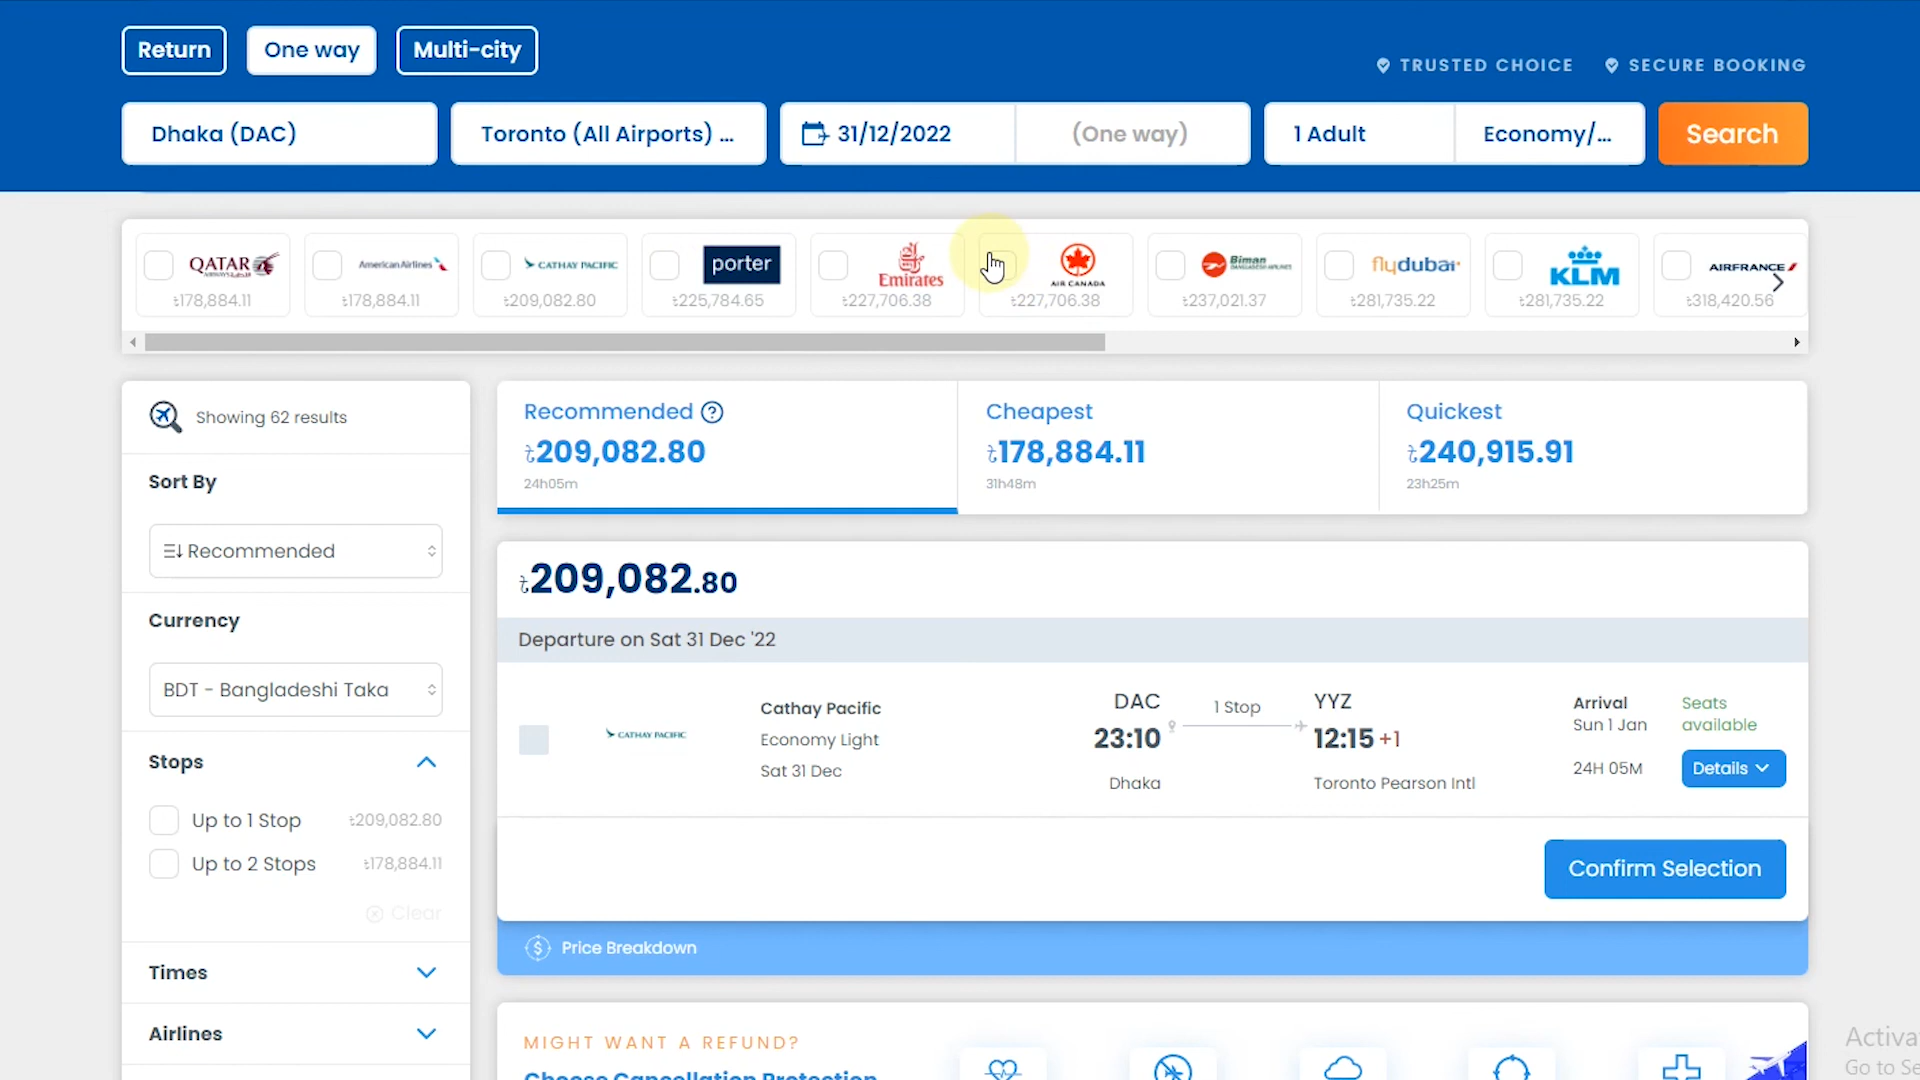 Return
One way
Multi-city
TRUSTED CHOICE
SECURE BOOKING
Dhaka (DAC)
Toronto (All Airports) ...
31/12/2022
(One way)
1 Adult
Economy/...
Search
QATAR AIRWAYS
American Airlines
CATHAY PACIFIC
porter
Emirates
AIR CANADA
Biman BANGLADESH AIRLINES
flydubai
KLM
AIRFRANCE
৳178,884.11
৳178,884.11
৳209,082.80
৳225,784.65
৳227,706.38
৳227,706.38
৳237,021.37
৳281,735.22
৳281,735.22
৳318,420.56
Showing 62 results
Sort By
Recommended
Currency
BDT - Bangladeshi Taka
Stops
Up to 1 Stop ৳209,082.80
Up to 2 Stops ৳178,884.11
Clear
Times
Airlines
Recommended ?
৳209,082.80
24h05m
Cheapest
৳178,884.11
31h48m
Quickest
৳240,915.91
23h25m
৳209,082.80
Departure on Sat 31 Dec '22
CATHAY PACIFIC
Cathay Pacific
Economy Light
Sat 31 Dec
DAC
23:10
Dhaka
1 Stop
YYZ
12:15 +1
Toronto Pearson Intl
Arrival
Sun 1 Jan
24H 05M
Seats
available
Details
Confirm Selection
$ Price Breakdown
MIGHT WANT A REFUND?
Choose Cancellation Protection